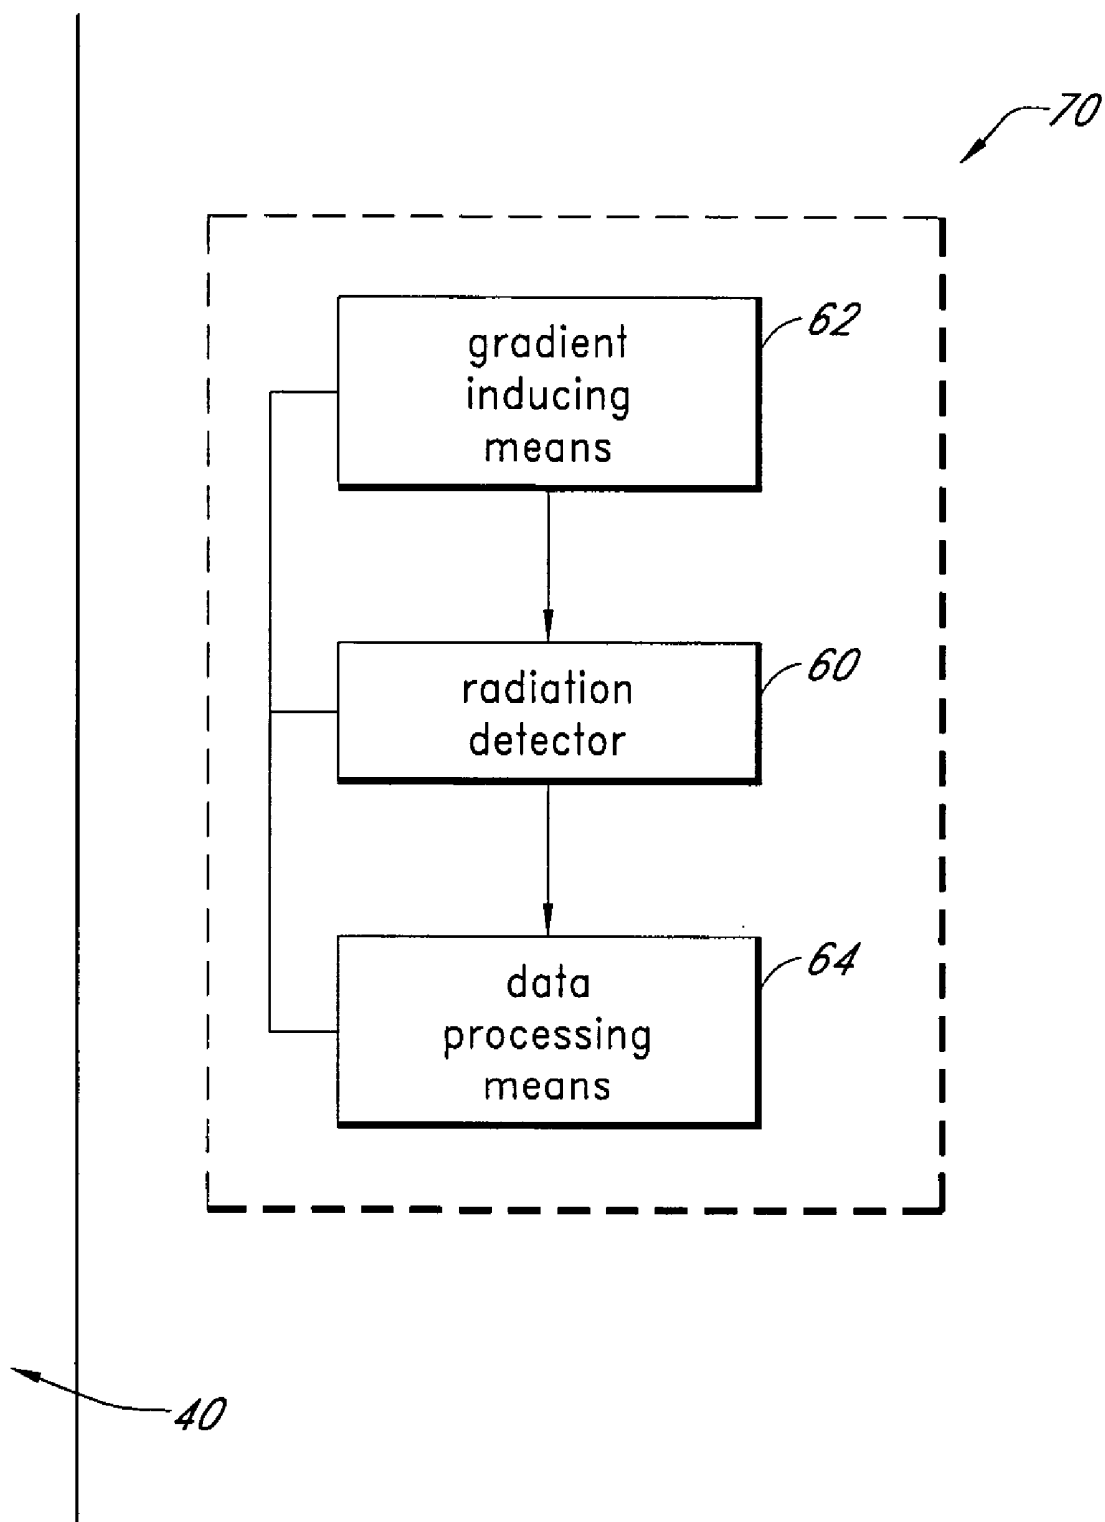 70
gradient
inducing
means
62
radiation
detector
60
data
processing
means
64
40